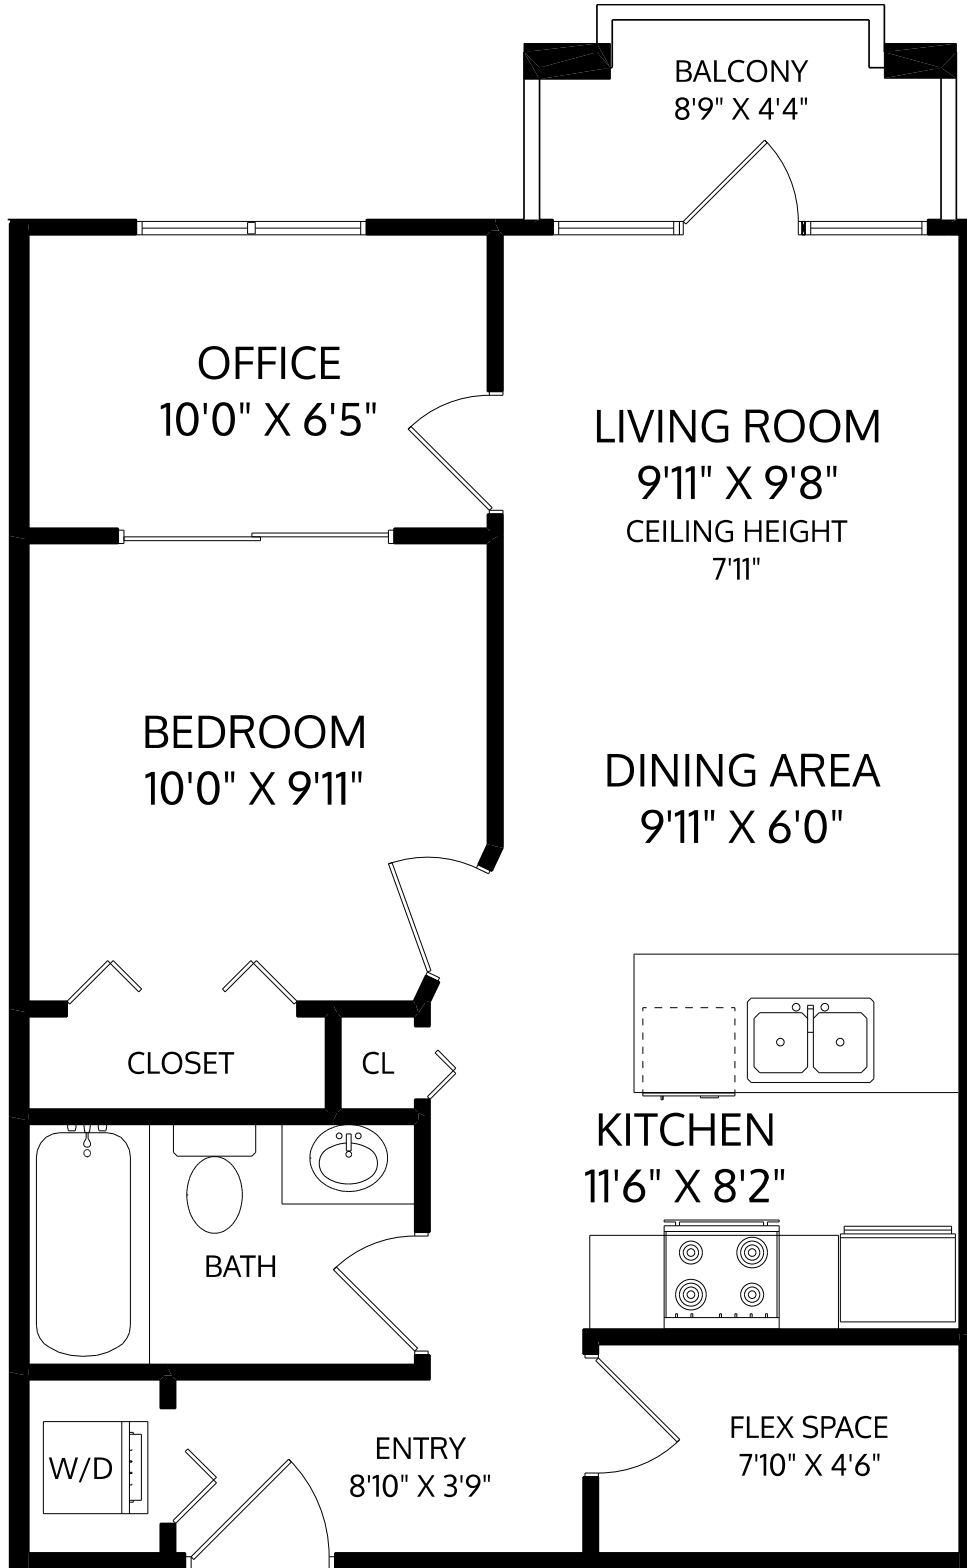 BALCONY
8'9" X 4'4"
OFFICE
10'0" X 6'5"
LIVING ROOM
9'11" X 9'8"
CEILING HEIGHT
7'11"
BEDROOM
10'0" X 9'11"
DINING AREA
9'11" X 6'0"
CLOSET
CL
KITCHEN
11'6" X 8'2"
BATH
FLEX SPACE
7'10" X 4'6"
ENTRY
8'10" X 3'9"
W/D